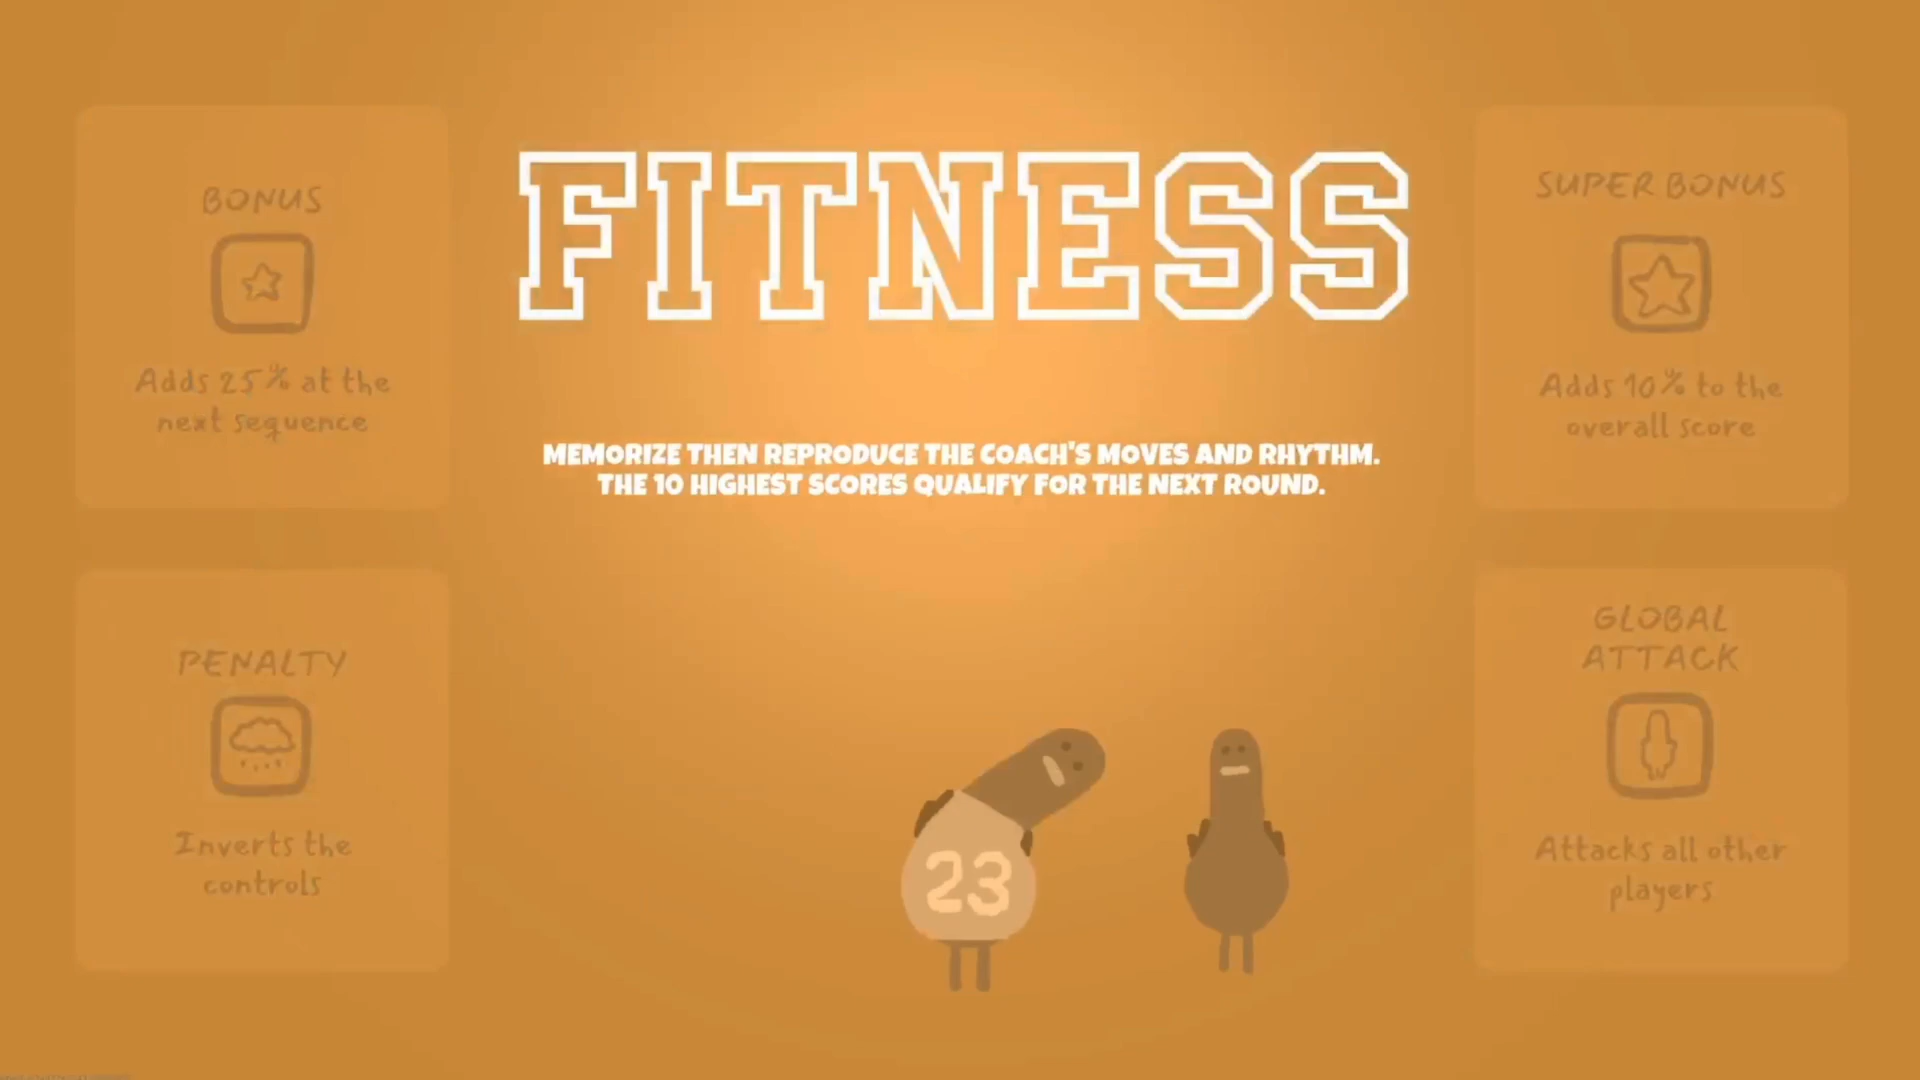 FITNESS
MEMORIZE THEN REPRODUCE THE COACH'S MOVES AND RHYTHM.
THE 10 HIGHEST SCORES QUALIFY FOR THE NEXT ROUND.
BONUS
Adds 25% at the
next sequence
PENALTY
Inverts the
controls
23
SUPER BONUS
Adds 10% to the
overall score
GLOBAL
ATTACK
Attacks all other
players